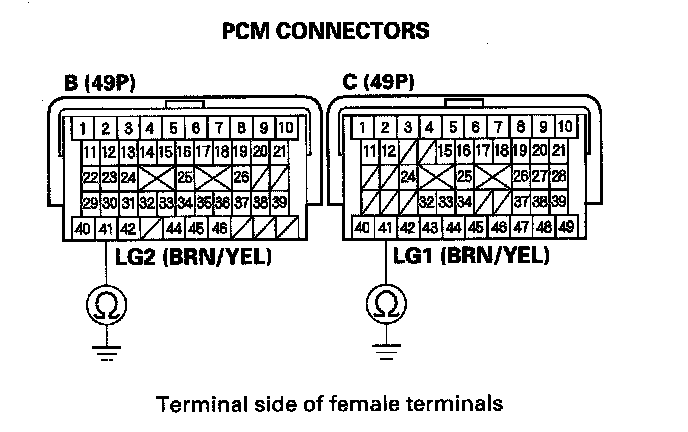 PCM CONNECTORS
B (49P)
1 2 3 4 5 6 7 8 9 10
11 12 13 14 15 16 17 18 19 20 21
22 23 24 25 26
29 30 31 32 33 34 35 36 37 38 39
40 41 42 44 45 46
LG2 (BRN/YEL)
Ω
C (49P)
1 2 3 4 5 6 7 8 9 10
11 12 15 16 17 18 19 20 21
24 25 26 27 28
32 33 34 37 38 39
40 41 42 43 44 45 46 47 48 49
LG1 (BRN/YEL)
Ω
Terminal side of female terminals